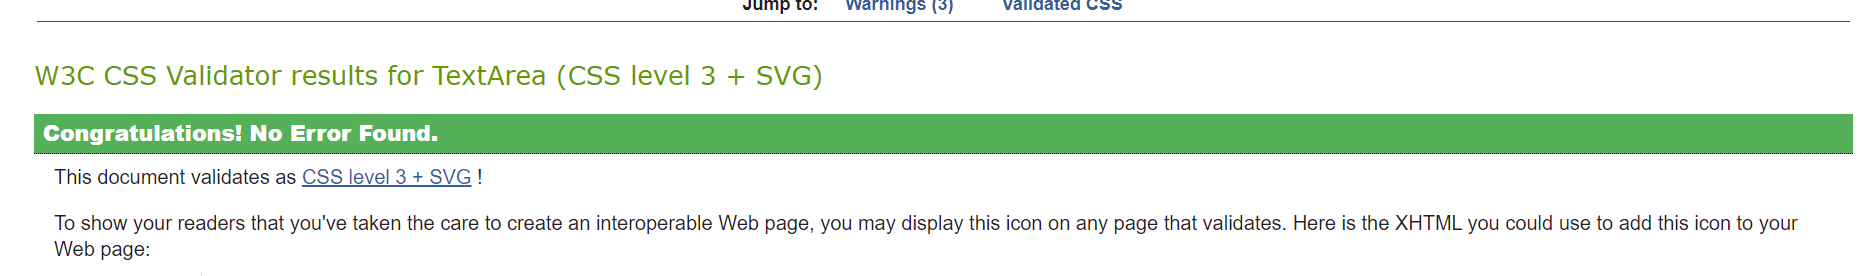 Jump to: Warnings (3) Validated CSS
W3C CSS Validator results for TextArea (CSS level 3 + SVG)
Congratulations! No Error Found.
This document validates as CSS level 3 + SVG !
To show your readers that you've taken the care to create an interoperable Web page, you may display this icon on any page that validates. Here is the XHTML you could use to add this icon to your
Web page: